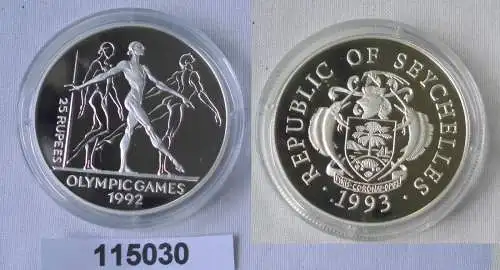 25 RUPEES
OLYMPIC GAMES
1992
115030
REPUBLIC OF SEYCHELLES
1993